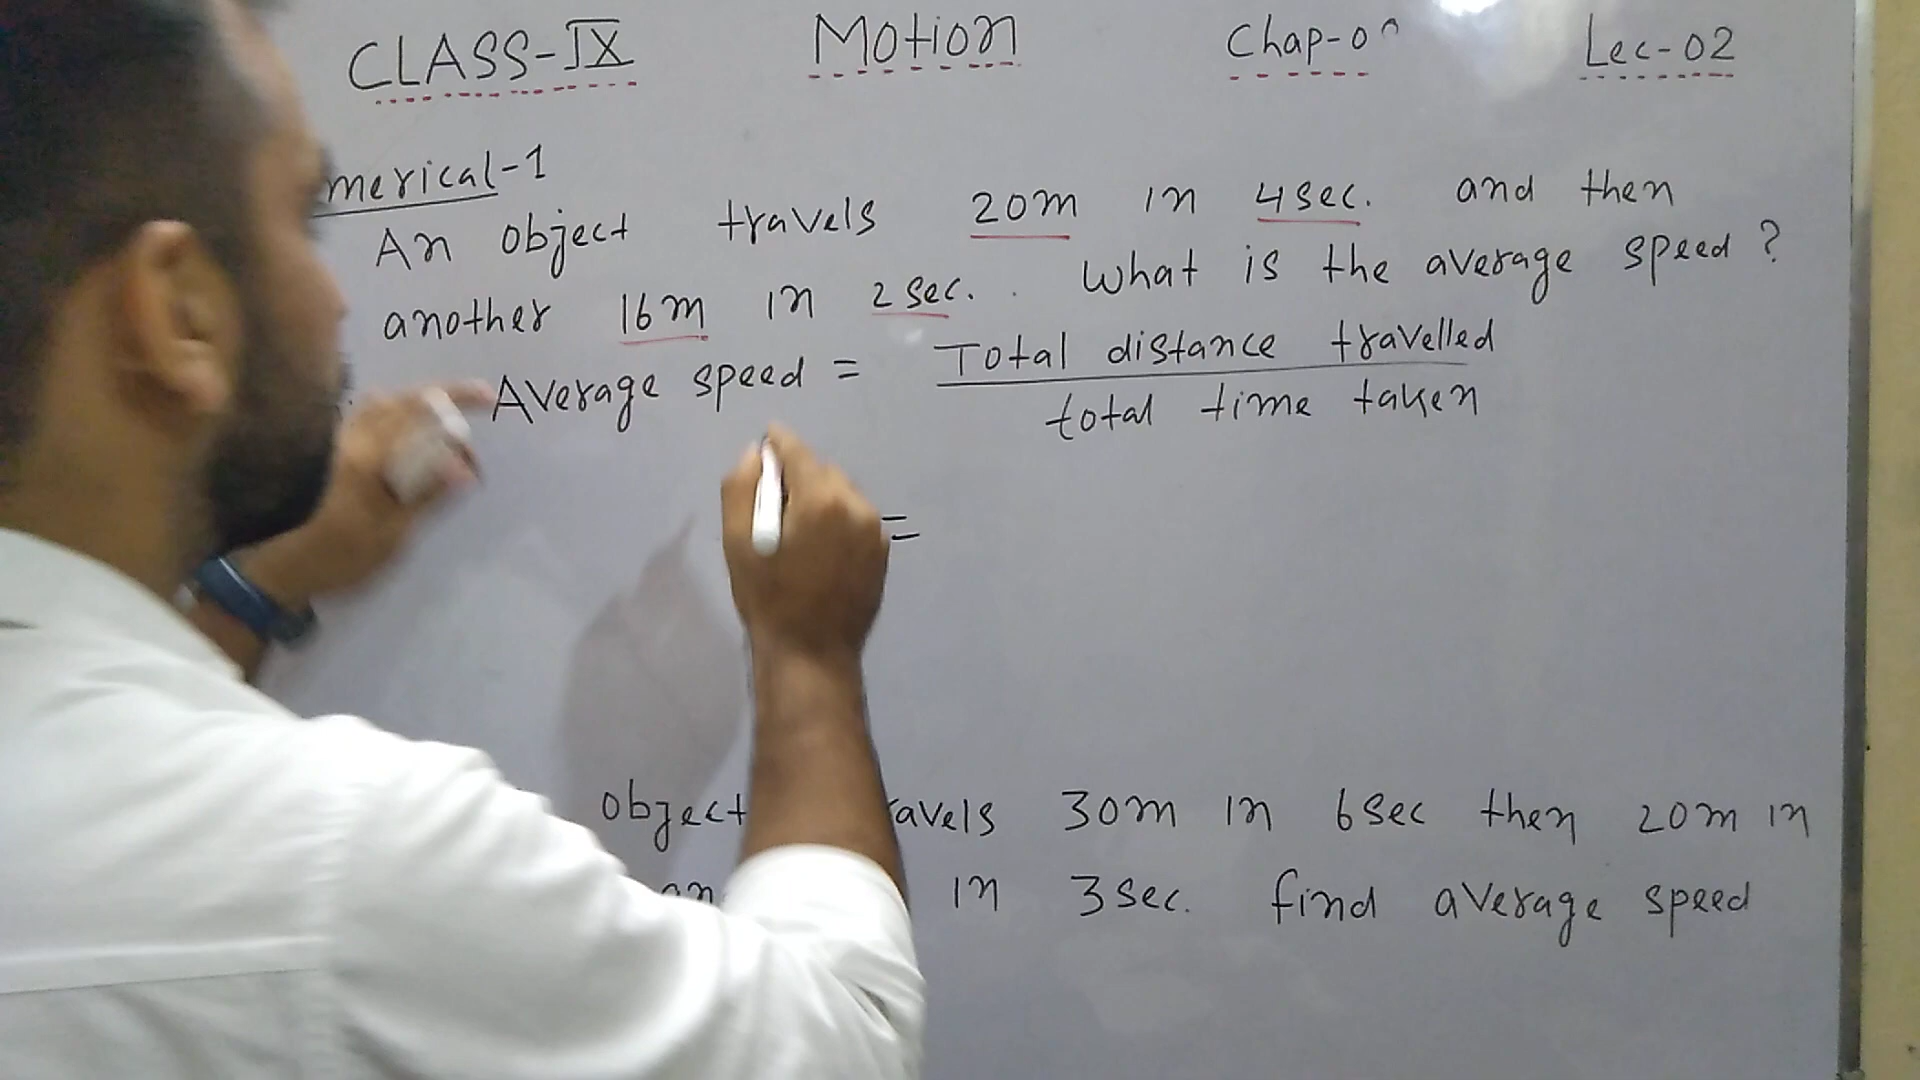 CLASS-IX Motion Chap-0 Lec-02
merical-1
An object travels 20m in 4sec. and then
another 16m in 2sec. What is the average speed?
Average speed = Total distance travelled
total time taken
=
object avels 30m in 6sec then 20m in
in 3sec. find average speed